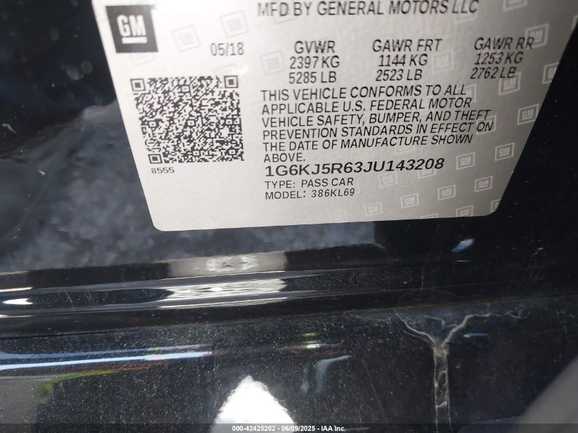 MFD BY GENERAL MOTORS LLC
GM
05/18 GVWR GAWR FRT GAWR RR
2397 KG 1144 KG 1253 KG
5285 LB 2523 LB 2762 LB
THIS VEHICLE CONFORMS TO ALL
APPLICABLE U.S. FEDERAL MOTOR
VEHICLE SAFETY, BUMPER, AND THEFT
PREVENTION STANDARDS IN EFFECT ON
THE DATE OF MANUFACTURE SHOWN
ABOVE.
8555
1G6KJ5R63JU143208
TYPE: PASS CAR
MODEL: 386KL69
000-42429202 - 06/09/2025 - IAA Inc.